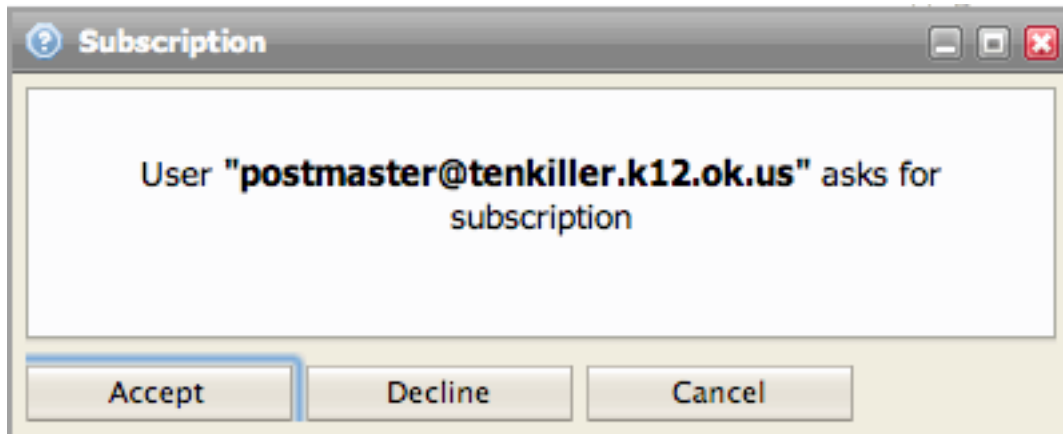 Subscription
User "postmaster@tenkiller.k12.ok.us" asks for
subscription
Accept Decline Cancel